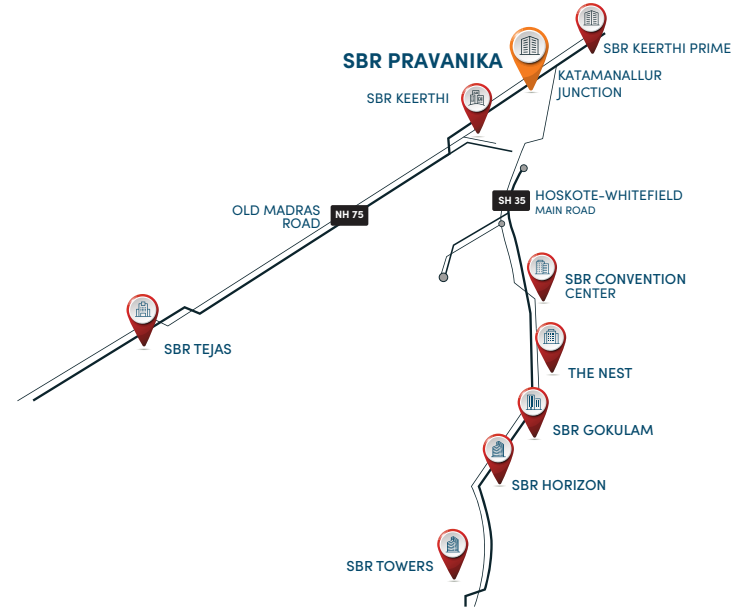 SBR KEERTHI PRIME
SBR PRAVANIKA
KATAMANALLUR
JUNCTION
SBR KEERTHI
HOSKOTE-WHITEFIELD
MAIN ROAD
SH 35
OLD MADRAS
ROAD
NH 75
SBR CONVENTION
CENTER
SBR TEJAS
THE NEST
SBR GOKULAM
SBR HORIZON
SBR TOWERS